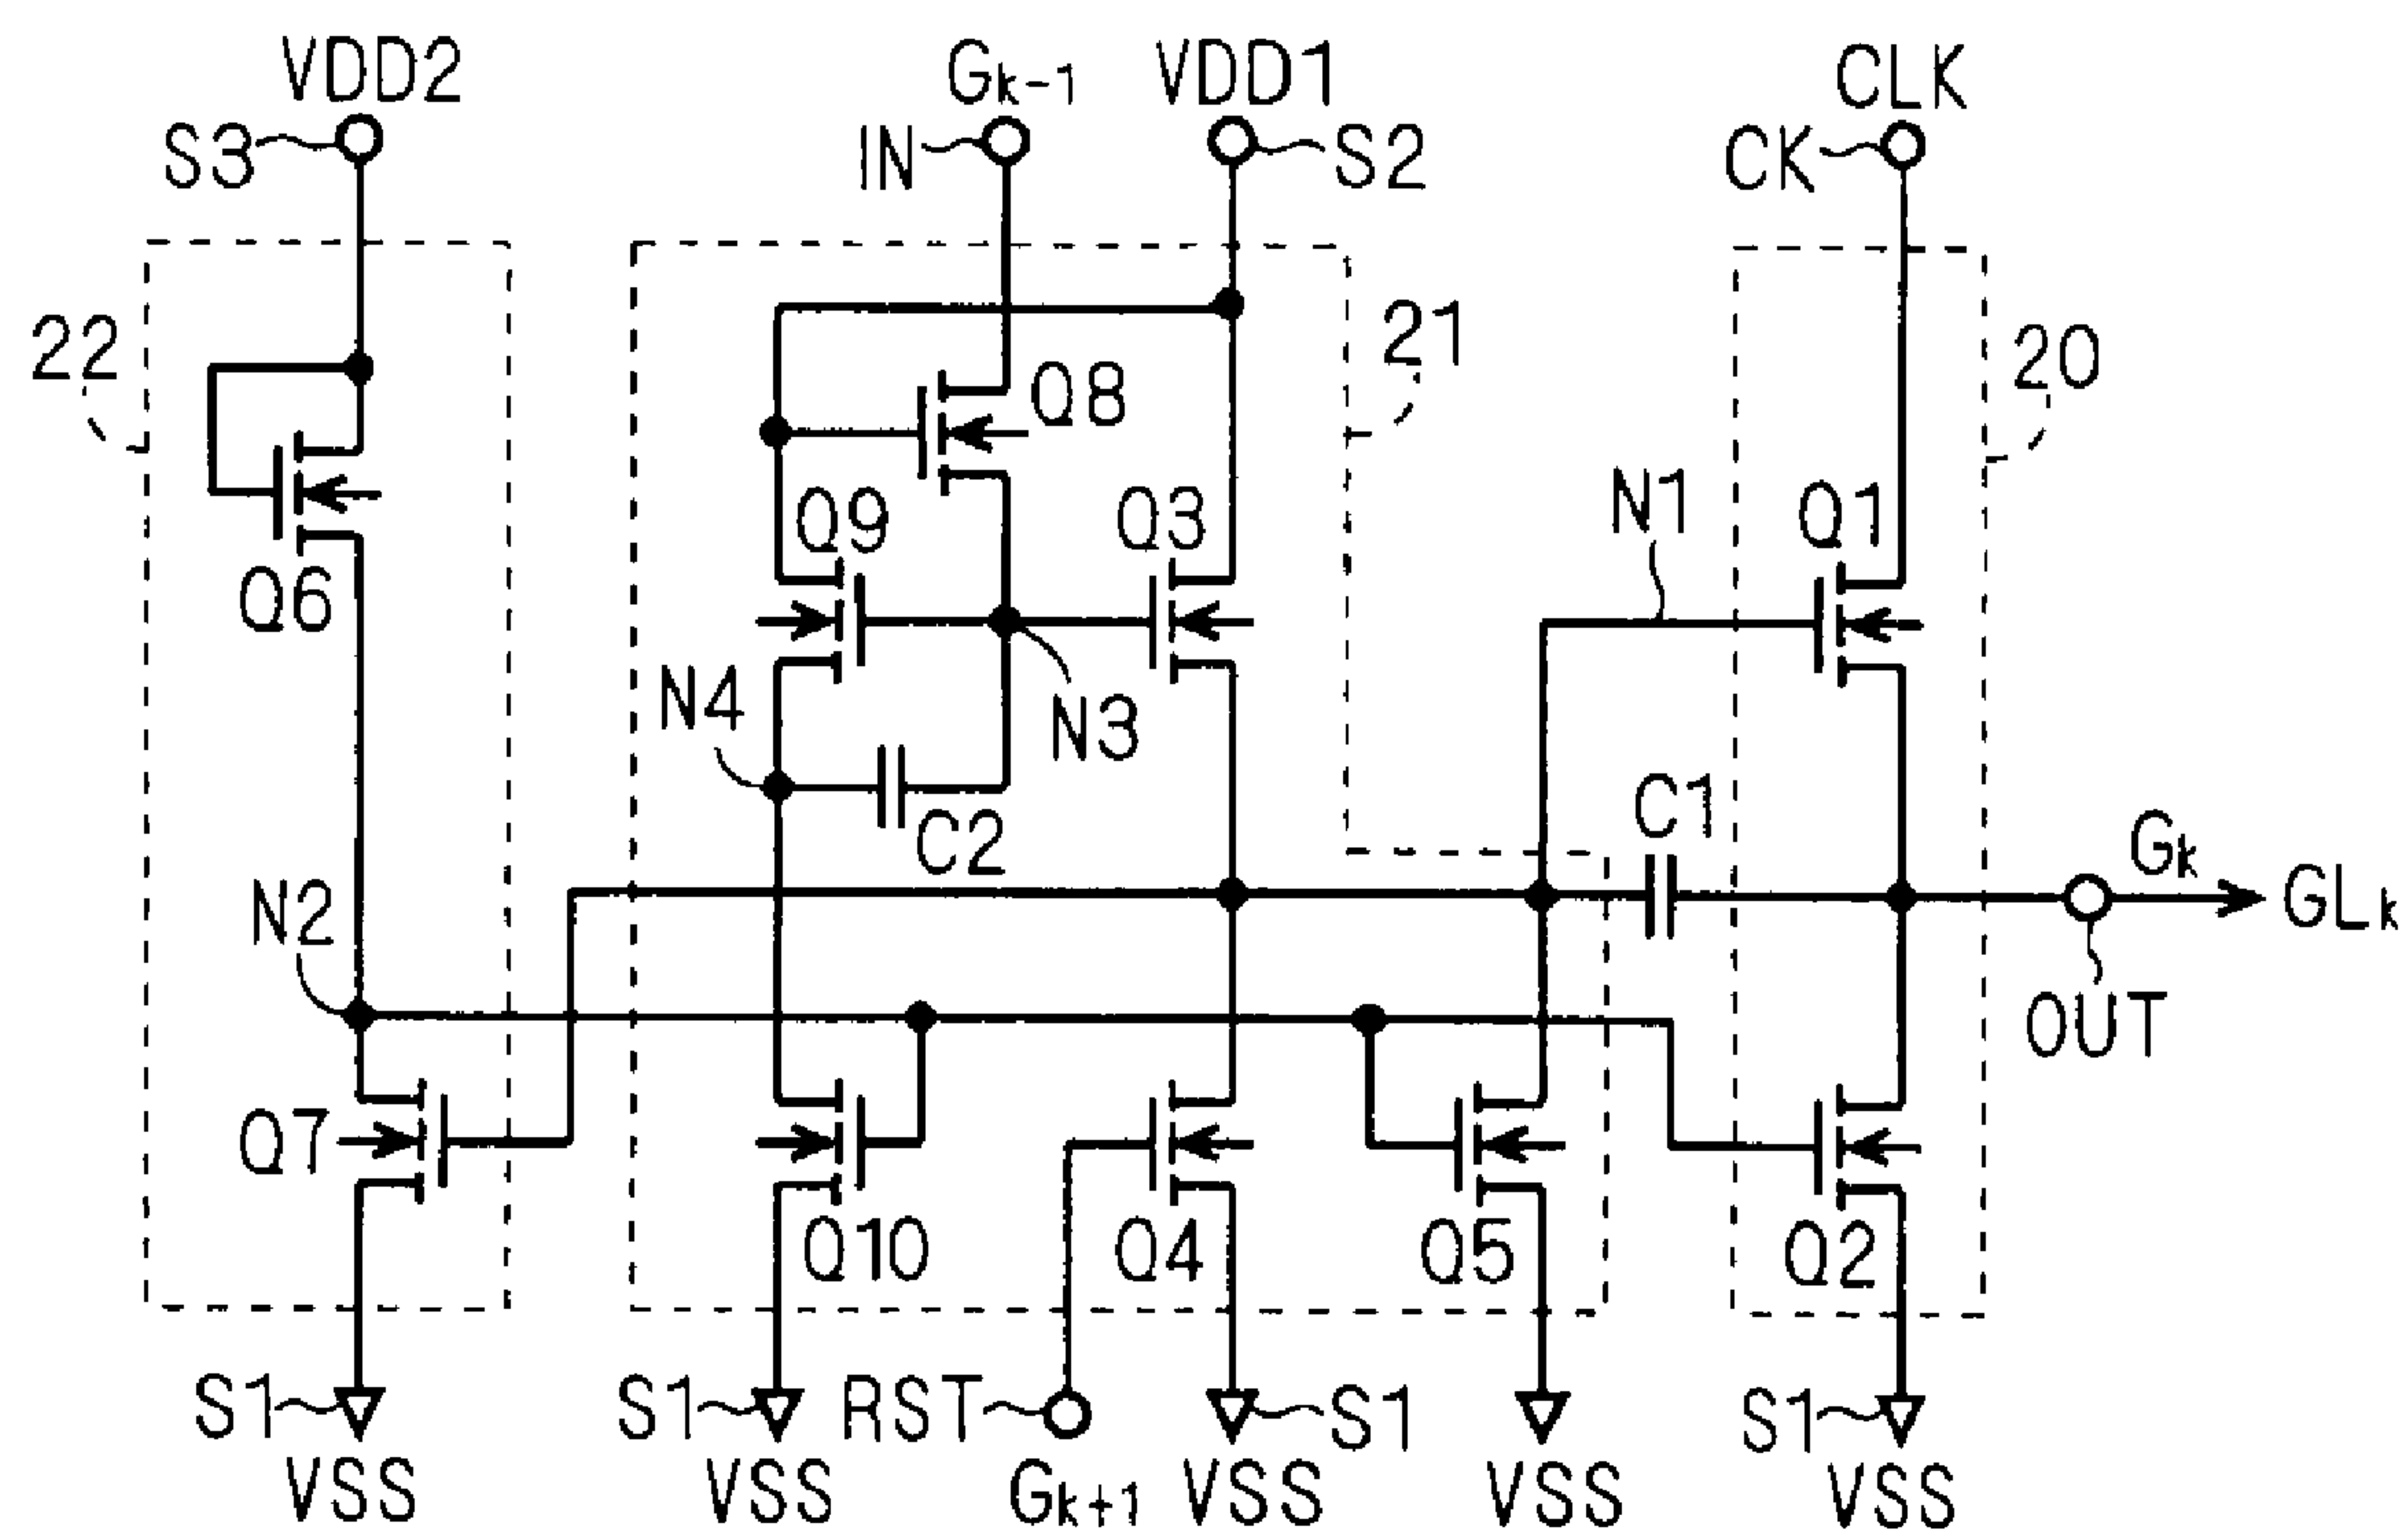 VDD2 Gk-1 VDD1 CLK
S3 IN S2 CK
22 21 20
Q8
Q9 Q3 N1 Q1
Q6
N4 N3
C2 C1 Gk
N2 GLk
OUT
Q7
Q10 Q4 Q5 Q2
S1 S1 RST S1 S1
VSS VSS Gk+1 VSS VSS VSS